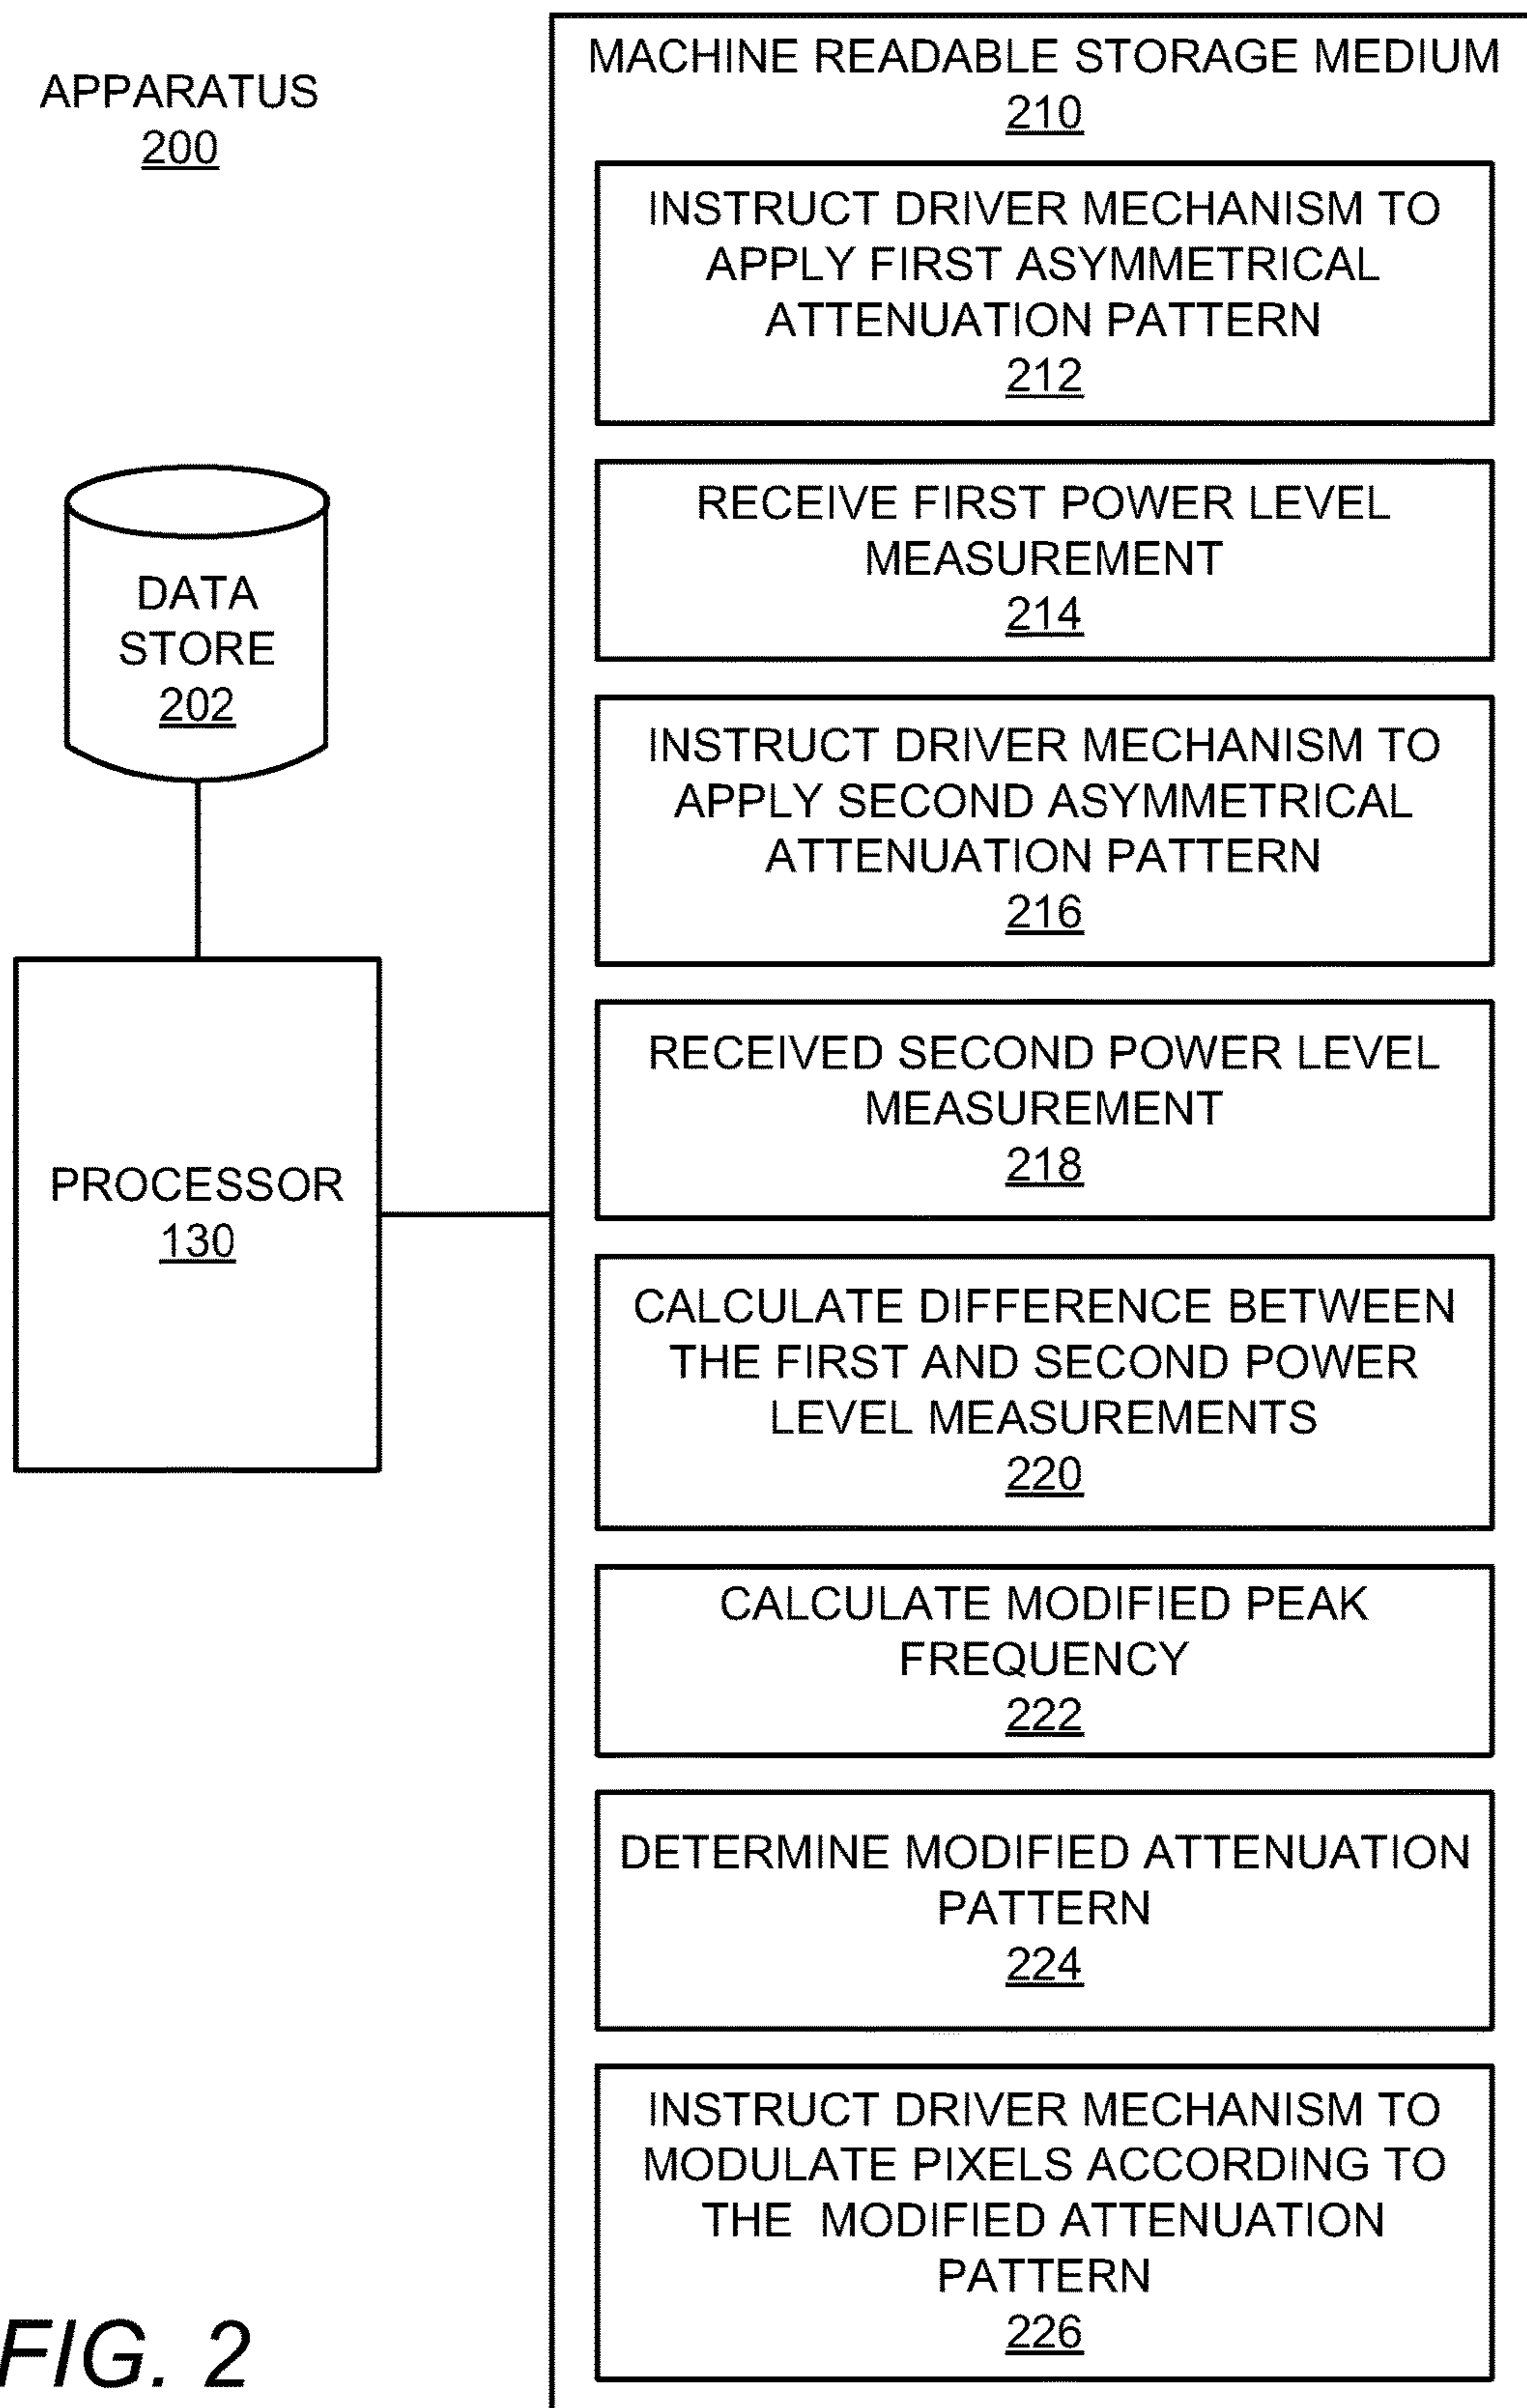 APPARATUS
200
DATA
STORE
202
PROCESSOR
130
MACHINE READABLE STORAGE MEDIUM
210
INSTRUCT DRIVER MECHANISM TO
APPLY FIRST ASYMMETRICAL
ATTENUATION PATTERN
212
RECEIVE FIRST POWER LEVEL
MEASUREMENT
214
INSTRUCT DRIVER MECHANISM TO
APPLY SECOND ASYMMETRICAL
ATTENUATION PATTERN
216
RECEIVED SECOND POWER LEVEL
MEASUREMENT
218
CALCULATE DIFFERENCE BETWEEN
THE FIRST AND SECOND POWER
LEVEL MEASUREMENTS
220
CALCULATE MODIFIED PEAK
FREQUENCY
222
DETERMINE MODIFIED ATTENUATION
PATTERN
224
INSTRUCT DRIVER MECHANISM TO
MODULATE PIXELS ACCORDING TO
THE MODIFIED ATTENUATION
PATTERN
226
FIG. 2